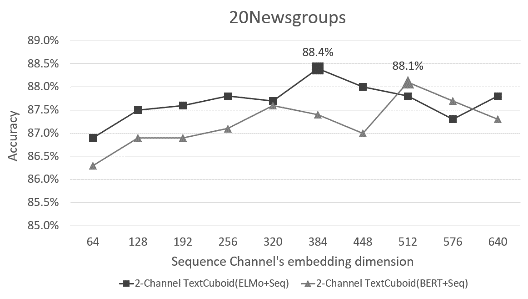 20Newsgroups
89.0%
88.5%
88.0%
87.5%
87.0%
86.5%
86.0%
85.5%
85.0%
Accuracy
88.4%
88.1%
64 128 192 256 320 384 448 512 576 640
Sequence Channel's embedding dimension
2-Channel TextCuboid(ELMo+Seq) 2-Channel TextCuboid(BERT+Seq)